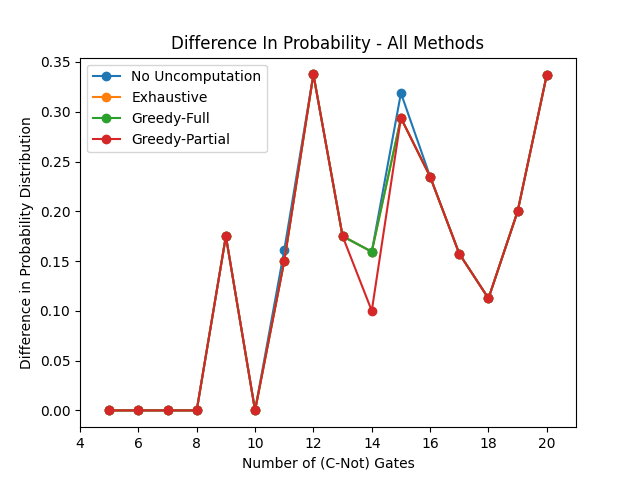 Difference In Probability - All Methods
No Uncomputation
Exhaustive
Greedy-Full
Greedy-Partial
Difference in Probability Distribution
0.35
0.30
0.25
0.20
0.15
0.10
0.05
0.00
4 6 8 10 12 14 16 18 20
Number of (C-Not) Gates